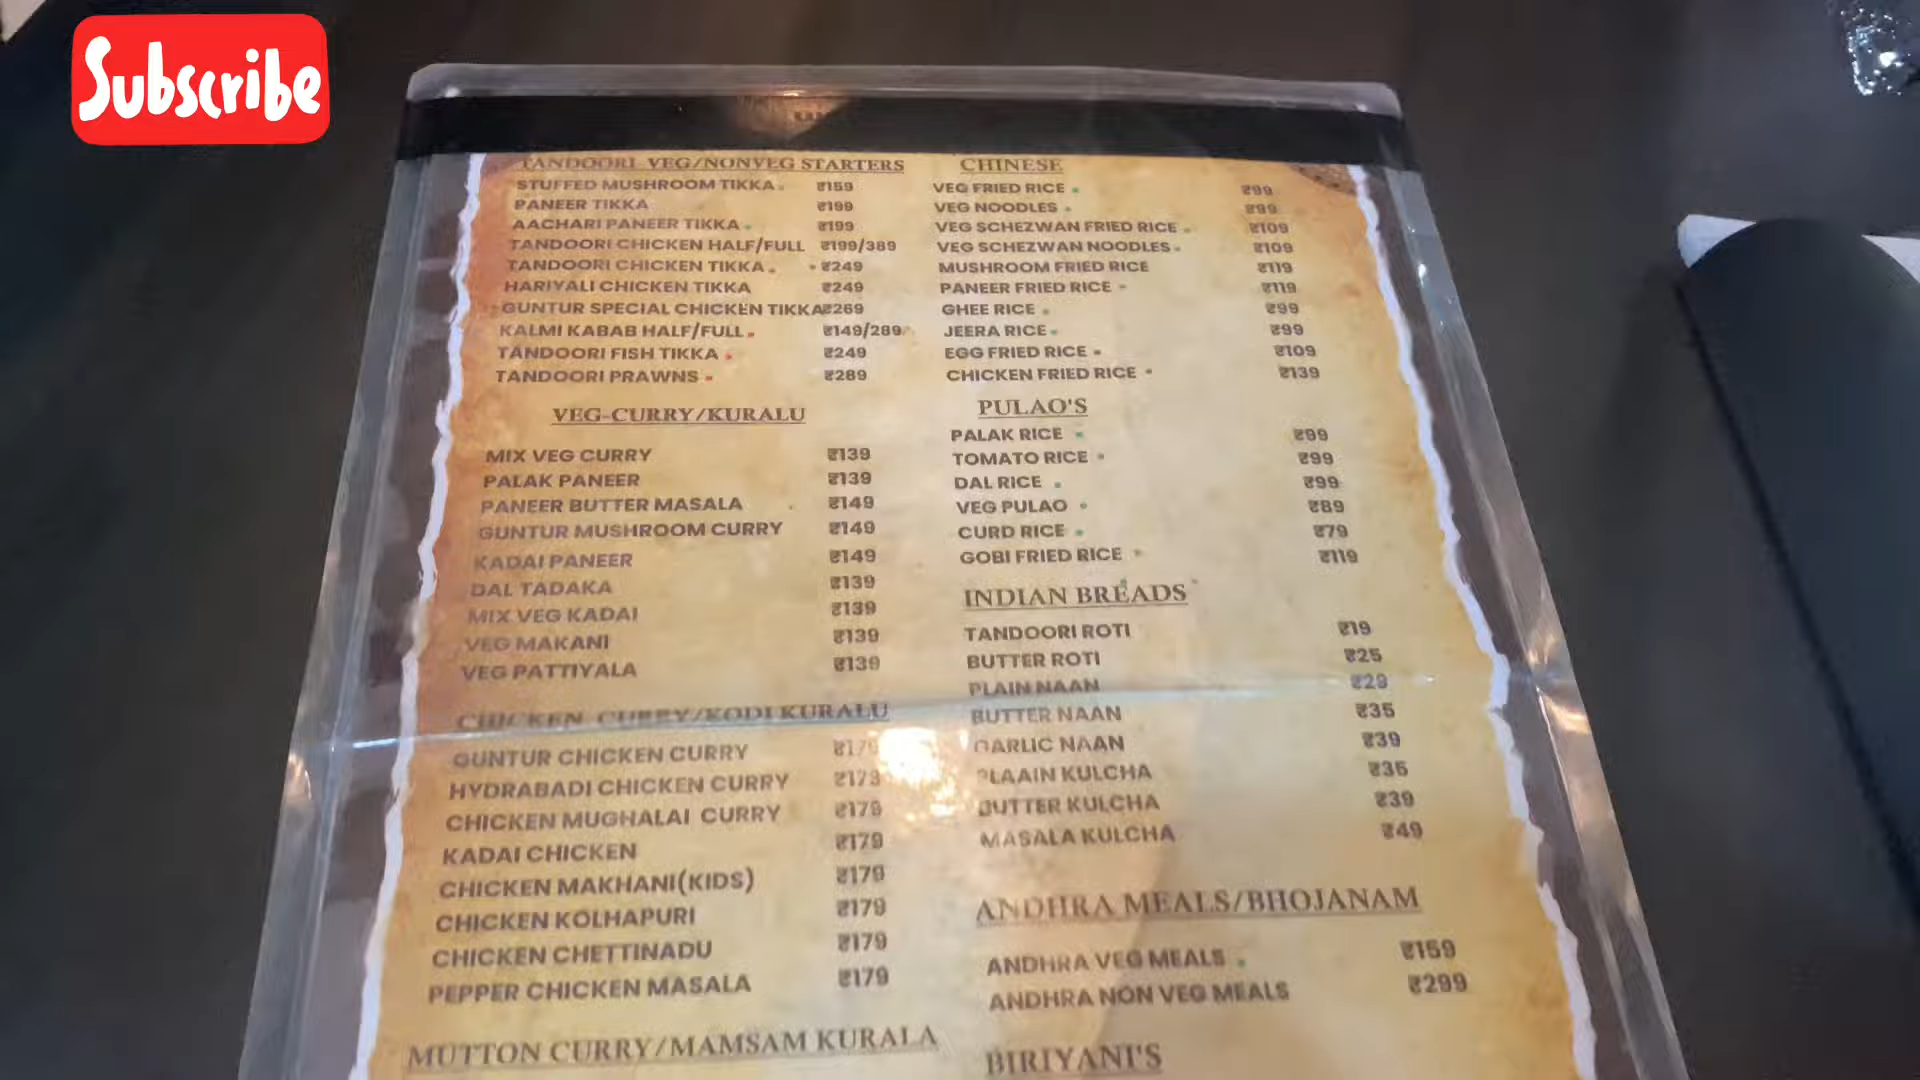 Subscribe
TANDOORI VEG/NONVEG STARTERS
STUFFED MUSHROOM TIKKA ₹159
PANEER TIKKA ₹199
AACHARI PANEER TIKKA ₹199
TANDOORI CHICKEN HALF/FULL ₹199/389
TANDOORI CHICKEN TIKKA ₹249
HARIYALI CHICKEN TIKKA ₹249
GUNTUR SPECIAL CHICKEN TIKKA ₹269
KALMI KABAB HALF/FULL ₹149/289
TANDOORI FISH TIKKA ₹249
TANDOORI PRAWNS ₹289
VEG-CURRY/KURALU
MIX VEG CURRY ₹139
PALAK PANEER ₹139
PANEER BUTTER MASALA ₹149
GUNTUR MUSHROOM CURRY ₹149
KADAI PANEER ₹149
DAL TADAKA ₹139
MIX VEG KADAI ₹139
VEG MAKANI ₹139
VEG PATTIYALA ₹139
CHICKEN CURRY/KODI KURALU
GUNTUR CHICKEN CURRY
HYDRABADI CHICKEN CURRY ₹179
CHICKEN MUGHALAI CURRY ₹179
KADAI CHICKEN ₹179
CHICKEN MAKHANI(KIDS) ₹179
CHICKEN KOLHAPURI ₹179
CHICKEN CHETTINADU ₹179
PEPPER CHICKEN MASALA ₹179
MUTTON CURRY/MAMSAM KURALA
CHINESE
VEG FRIED RICE ₹99
VEG NOODLES ₹99
VEG SCHEZWAN FRIED RICE ₹109
VEG SCHEZWAN NOODLES ₹109
MUSHROOM FRIED RICE ₹119
PANEER FRIED RICE ₹119
GHEE RICE ₹99
JEERA RICE ₹99
EGG FRIED RICE ₹109
CHICKEN FRIED RICE ₹139
PULAO'S
PALAK RICE ₹99
TOMATO RICE ₹99
DAL RICE ₹99
VEG PULAO ₹89
CURD RICE ₹79
GOBI FRIED RICE ₹119
INDIAN BREADS
TANDOORI ROTI ₹19
BUTTER ROTI ₹25
PLAIN NAAN ₹29
BUTTER NAAN ₹35
GARLIC NAAN ₹39
PLAAIN KULCHA ₹35
BUTTER KULCHA ₹39
MASALA KULCHA ₹49
ANDHRA MEALS/BHOJANAM
ANDHRA VEG MEALS ₹159
ANDHRA NON VEG MEALS ₹299
BIRIYANI'S